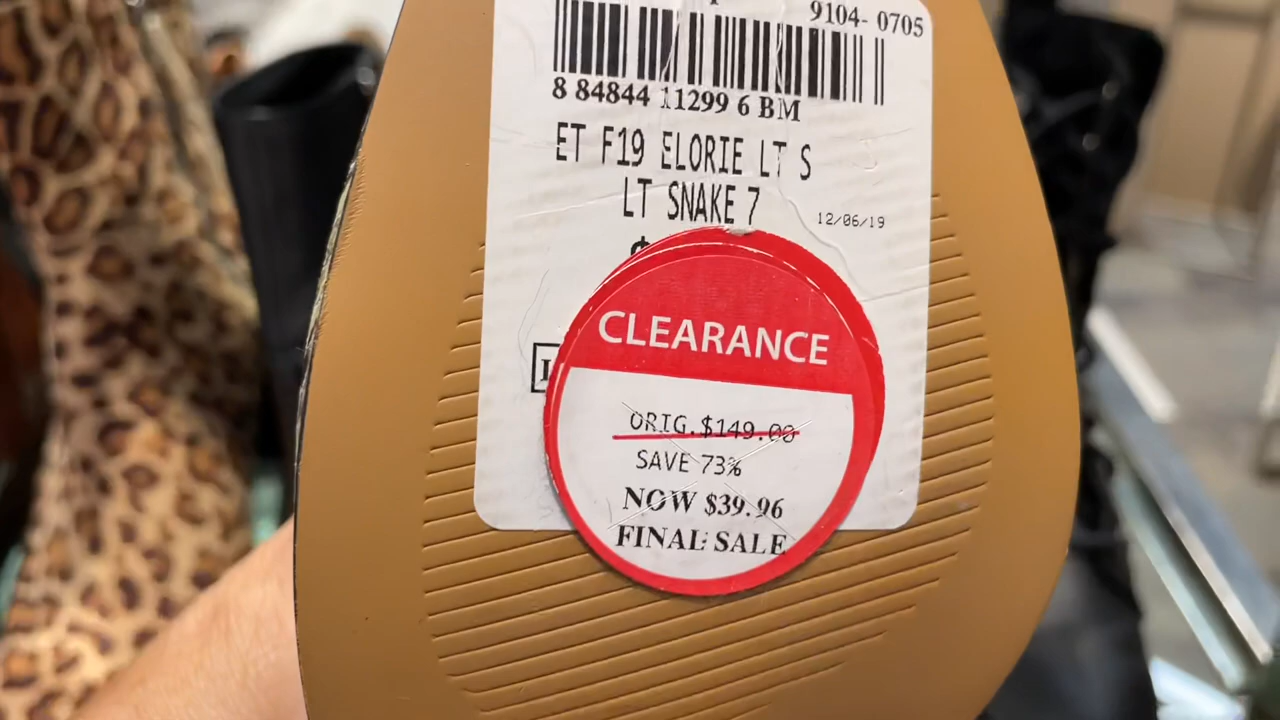 9104- 0705
8 84844 11299 6 BM
ET F19 ELORIE LT S
LT SNAKE 7
12/06/19
$
CLEARANCE
ORIG. $149.00
SAVE 73%
NOW $39.96
FINAL SALE